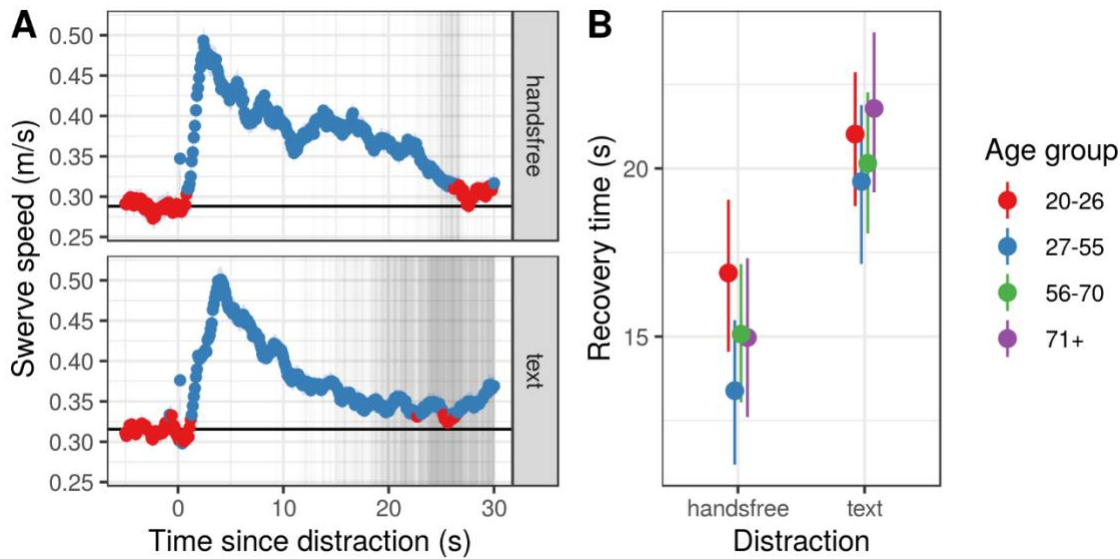 A
Swerve speed (m/s)
0.50
0.45
0.40
0.35
0.30
0.25
handsfree
0.50
0.45
0.40
0.35
0.30
0.25
text
0 10 20 30
Time since distraction (s)
B
Recovery time (s)
20
15
handsfree text
Distraction
Age group
20-26
27-55
56-70
71+